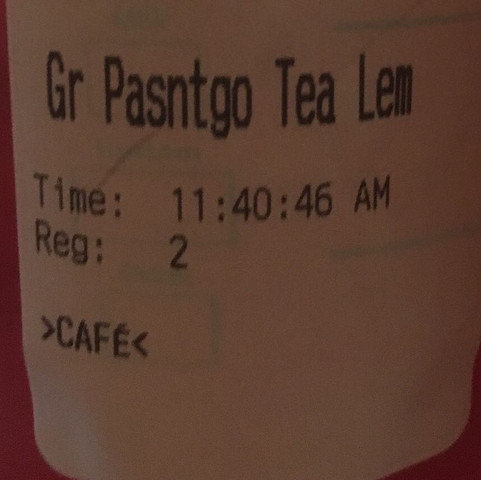 Gr Pasntgo Tea Lem
Time: 11:40:46 AM
Reg: 2
>CAFÉ<